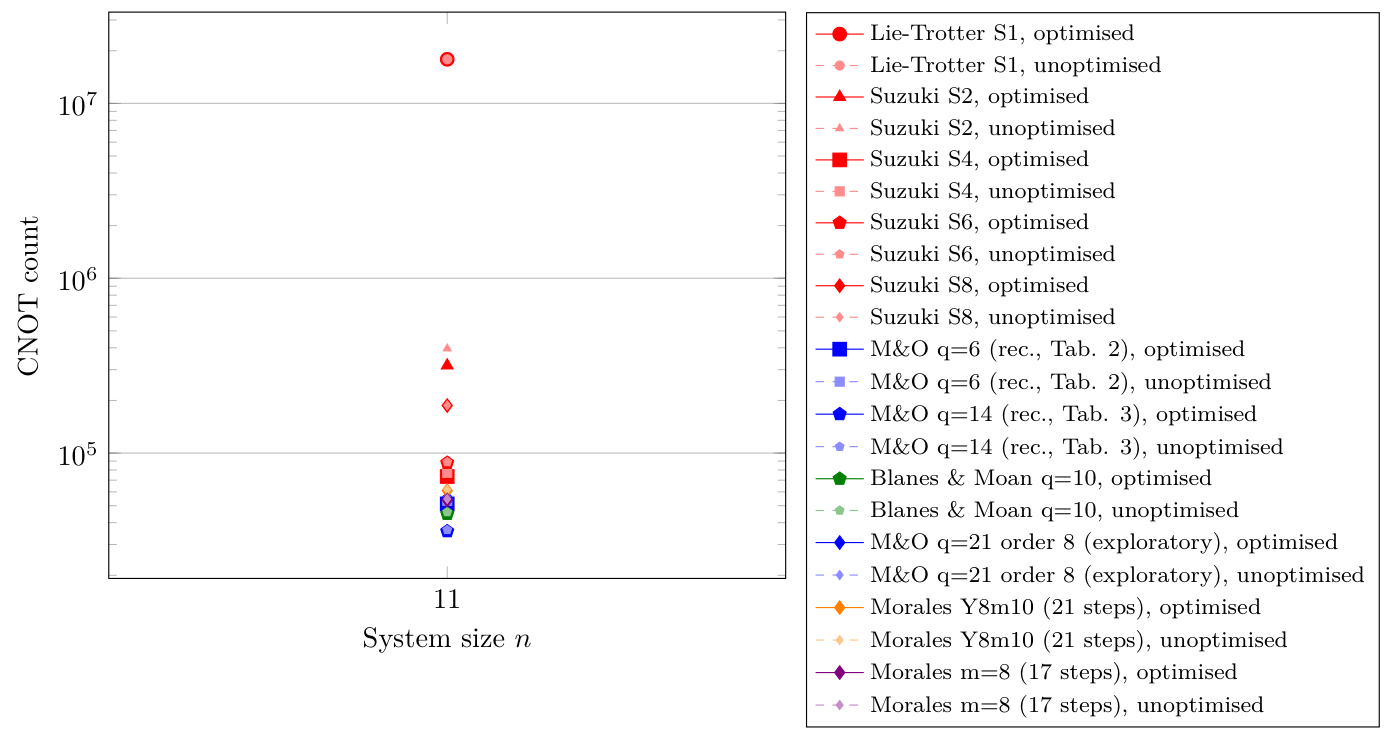 CNOT count
10^7
10^6
10^5
11
System size n
Lie-Trotter S1, optimised
Lie-Trotter S1, unoptimised
Suzuki S2, optimised
Suzuki S2, unoptimised
Suzuki S4, optimised
Suzuki S4, unoptimised
Suzuki S6, optimised
Suzuki S6, unoptimised
Suzuki S8, optimised
Suzuki S8, unoptimised
M&O q=6 (rec., Tab. 2), optimised
M&O q=6 (rec., Tab. 2), unoptimised
M&O q=14 (rec., Tab. 3), optimised
M&O q=14 (rec., Tab. 3), unoptimised
Blanes & Moan q=10, optimised
Blanes & Moan q=10, unoptimised
M&O q=21 order 8 (exploratory), optimised
M&O q=21 order 8 (exploratory), unoptimised
Morales Y8m10 (21 steps), optimised
Morales Y8m10 (21 steps), unoptimised
Morales m=8 (17 steps), optimised
Morales m=8 (17 steps), unoptimised